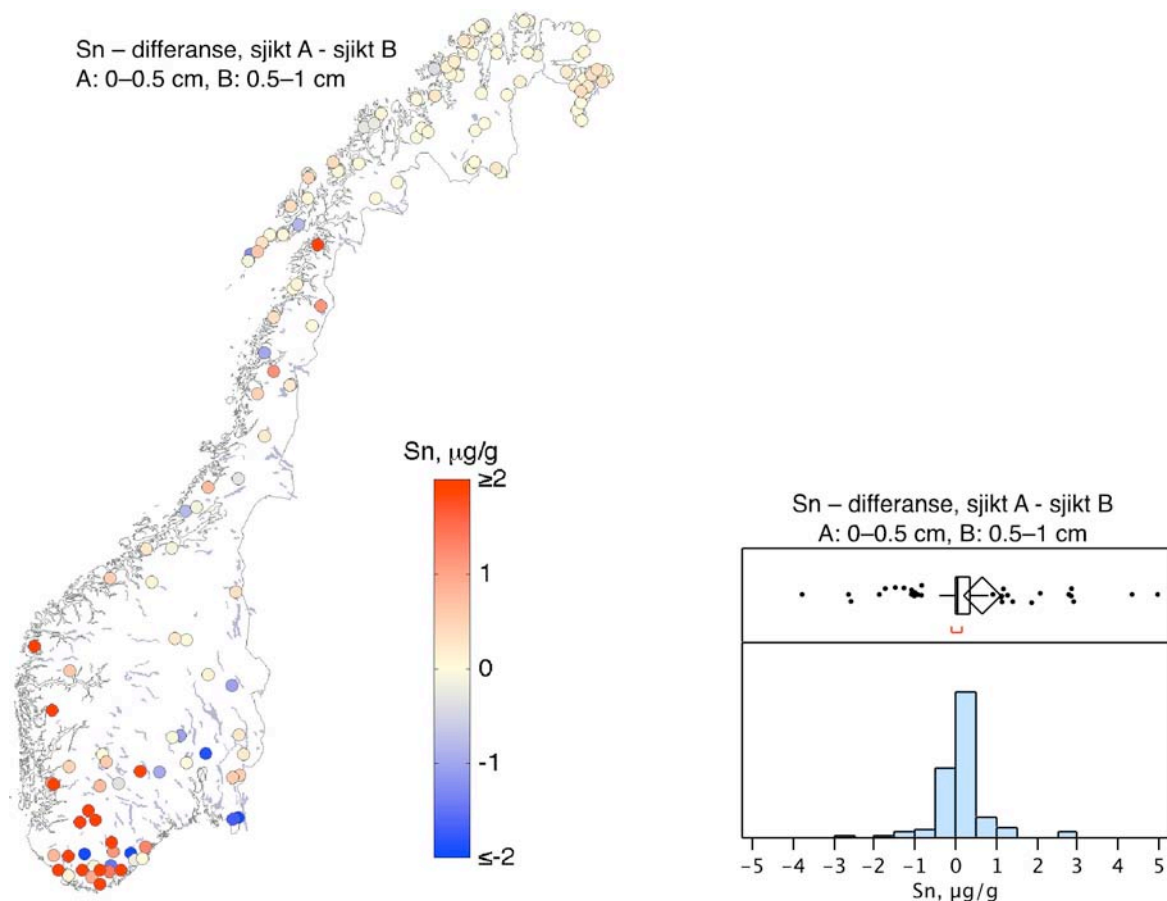 Sn – differanse, sjikt A - sjikt B
A: 0–0.5 cm, B: 0.5–1 cm
Sn, µg/g
≥2
1
0
-1
≤-2
Sn – differanse, sjikt A - sjikt B
A: 0–0.5 cm, B: 0.5–1 cm
−5 −4 −3 −2 −1 0 1 2 3 4 5
Sn, µg/g